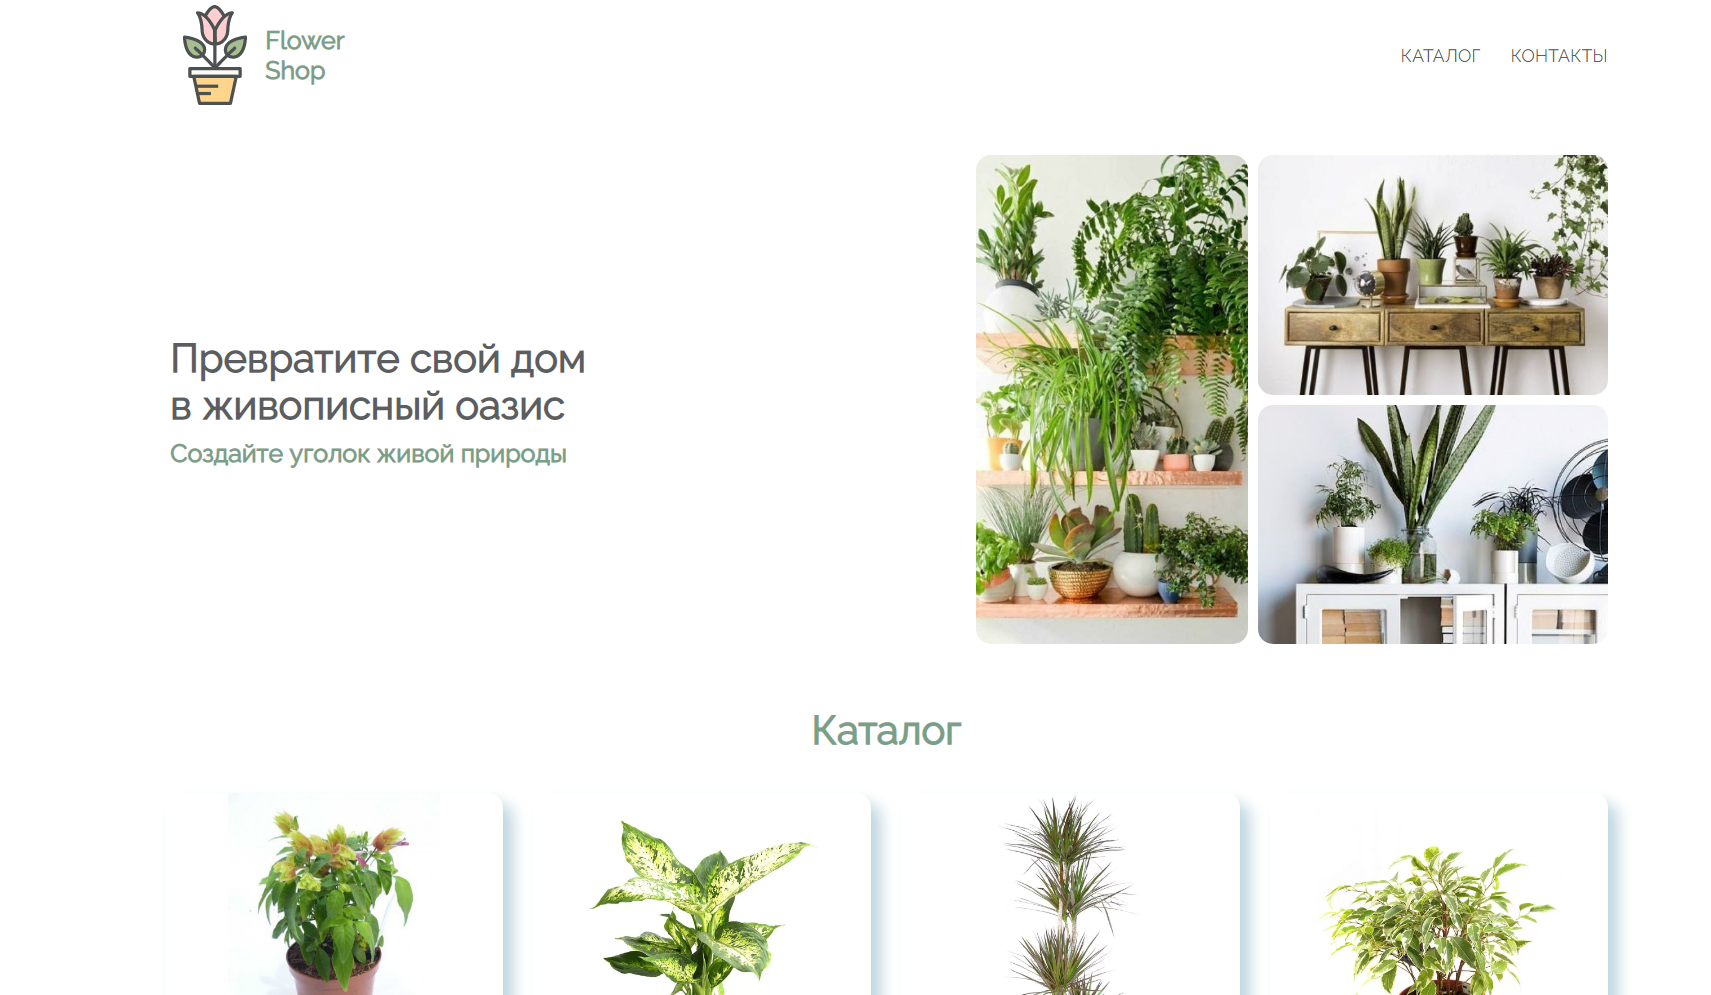 Flower
Shop
КАТАЛОГ
КОНТАКТЫ
Превратите свой дом
в живописный оазис
Создайте уголок живой природы
Каталог